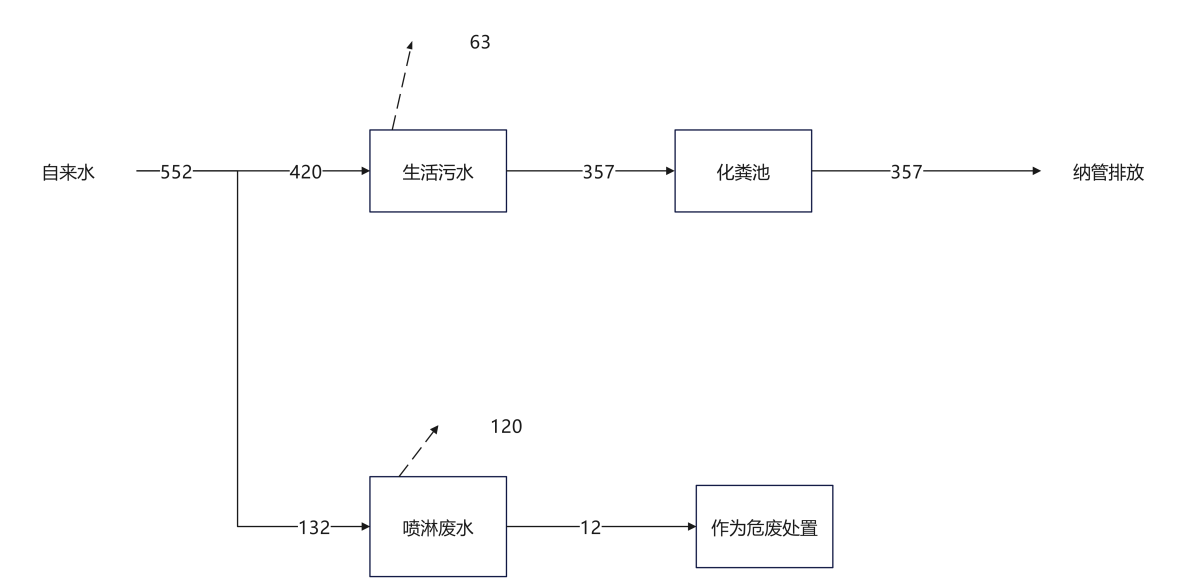 63
自来水
552
420
生活污水
357
化粪池
357
纳管排放
120
132
喷淋废水
12
作为危废处置